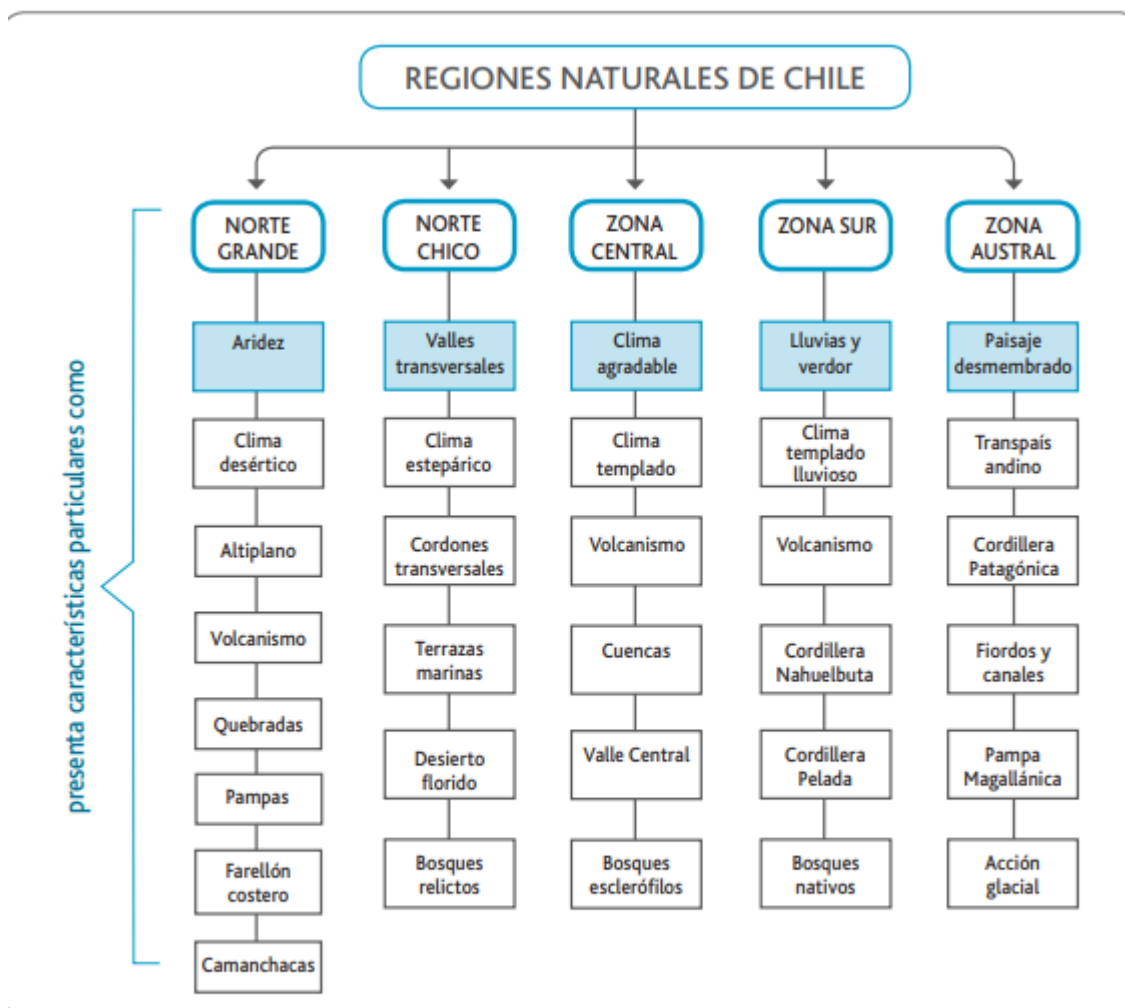 REGIONES NATURALES DE CHILE
presenta características particulares como
NORTE
GRANDE
Aridez
Clima
desértico
Altiplano
Volcanismo
Quebradas
Pampas
Farellón
costero
Camanchacas
NORTE
CHICO
Valles
transversales
Clima
estepárico
Cordones
transversales
Terrazas
marinas
Desierto
florido
Bosques
relictos
ZONA
CENTRAL
Clima
agradable
Clima
templado
Volcanismo
Cuencas
Valle Central
Bosques
esclerófilos
ZONA SUR
Lluvias y
verdor
Clima
templado
lluvioso
Volcanismo
Cordillera
Nahuelbuta
Cordillera
Pelada
Bosques
nativos
ZONA
AUSTRAL
Paisaje
desmembrado
Transpaís
andino
Cordillera
Patagónica
Fiordos y
canales
Pampa
Magallánica
Acción
glacial